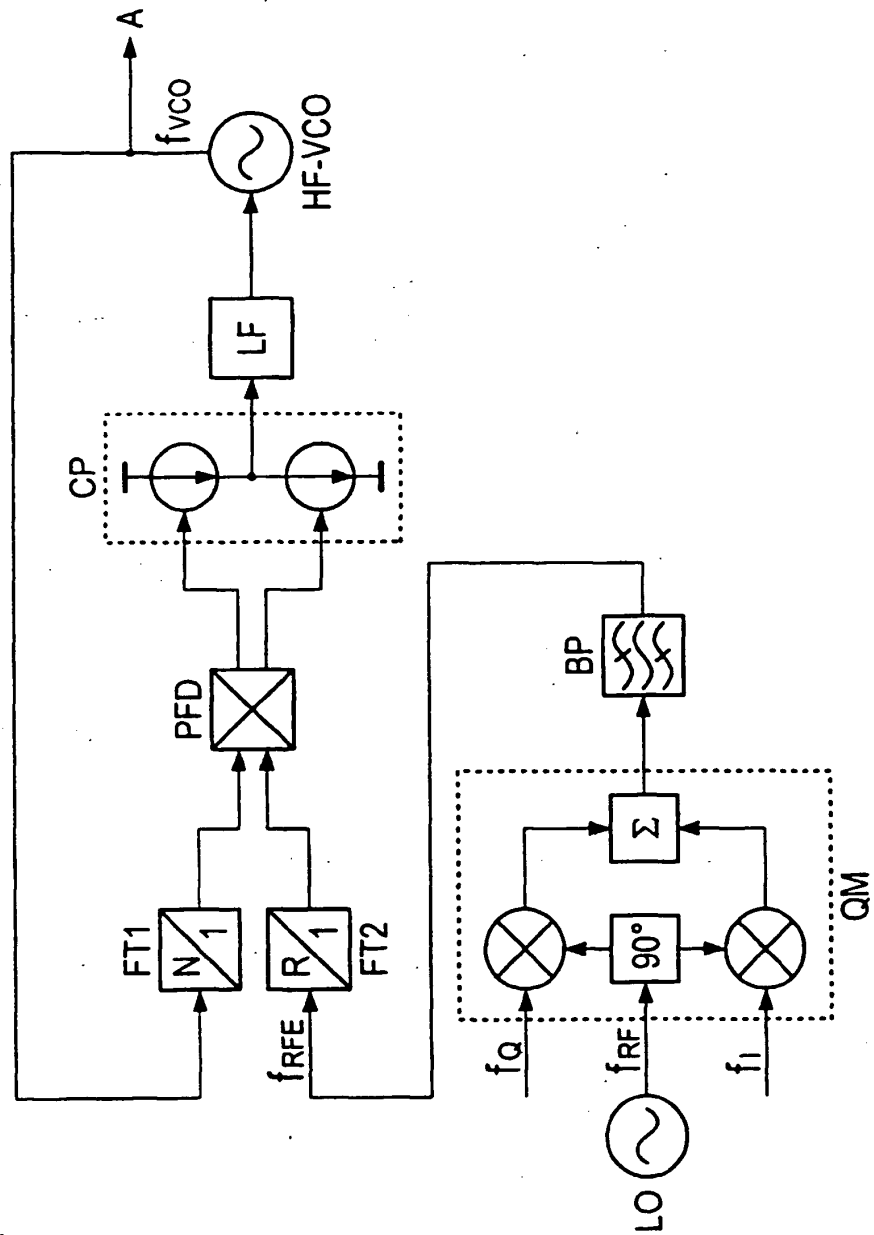 A
fVCO
HF-VCO
LF
CP
PFD
FT1
N
1
R
1
FT2
fRFE
BP
Σ
90°
QM
fQ
fRF
fI
LO